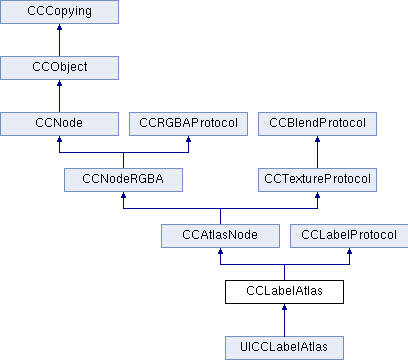 CCCopying
CCObject
CCNode
CCRGBAProtocol
CCBlendProtocol
CCNodeRGBA
CCTextureProtocol
CCAtlasNode
CCLabelProtocol
CCLabelAtlas
UICCLabelAtlas